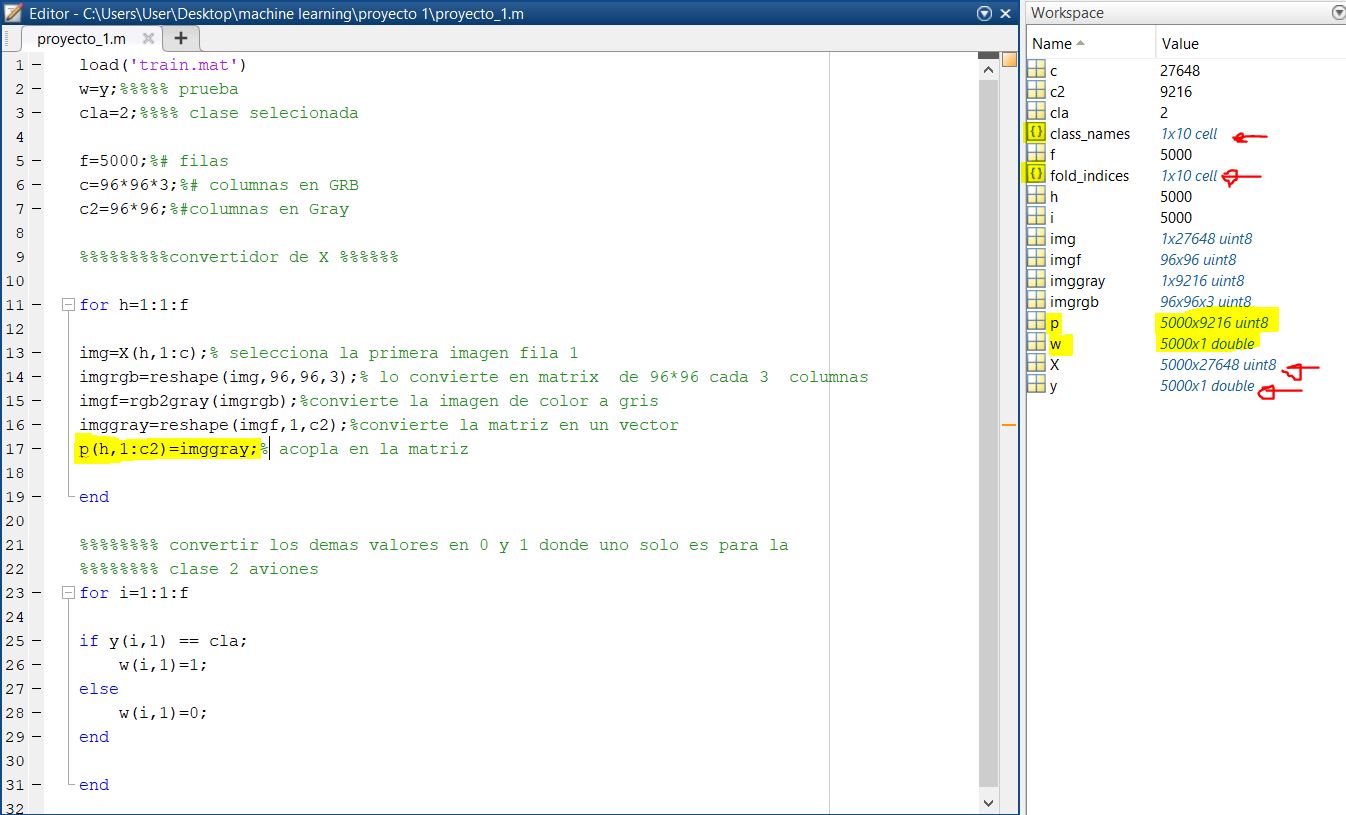 Editor - C:\Users\User\Desktop\machine learning\proyecto 1\proyecto_1.m
proyecto_1.m
1 load('train.mat')
2 w=y;%%%%% prueba
3 cla=2;%%%% clase selecionada
4
5 f=5000;%# filas
6 c=96*96*3;%# columnas en GRB
7 c2=96*96;%#columnas en Gray
8
9 %%%%%%%%%convertidor de X %%%%%%
10
11 for h=1:1:f
12
13 img=X(h,1:c);% selecciona la primera imagen fila 1
14 imgrgb=reshape(img,96,96,3);% lo convierte en matrix  de 96*96 cada 3  columnas
15 imgf=rgb2gray(imgrgb);%convierte la imagen de color a gris
16 imggray=reshape(imgf,1,c2);%convierte la matriz en un vector
17 p(h,1:c2)=imggray;% acopla en la matriz
18
19 end
20
21 %%%%%%%% convertir los demas valores en 0 y 1 donde uno solo es para la
22 %%%%%%%% clase 2 aviones
23 for i=1:1:f
24
25 if y(i,1) == cla;
26 w(i,1)=1;
27 else
28 w(i,1)=0;
29 end
30
31 end
32
Workspace
Name Value
c 27648
c2 9216
cla 2
class_names 1x10 cell
f 5000
fold_indices 1x10 cell
h 5000
i 5000
img 1x27648 uint8
imgf 96x96 uint8
imggray 1x9216 uint8
imgrgb 96x96x3 uint8
p 5000x9216 uint8
w 5000x1 double
X 5000x27648 uint8
y 5000x1 double